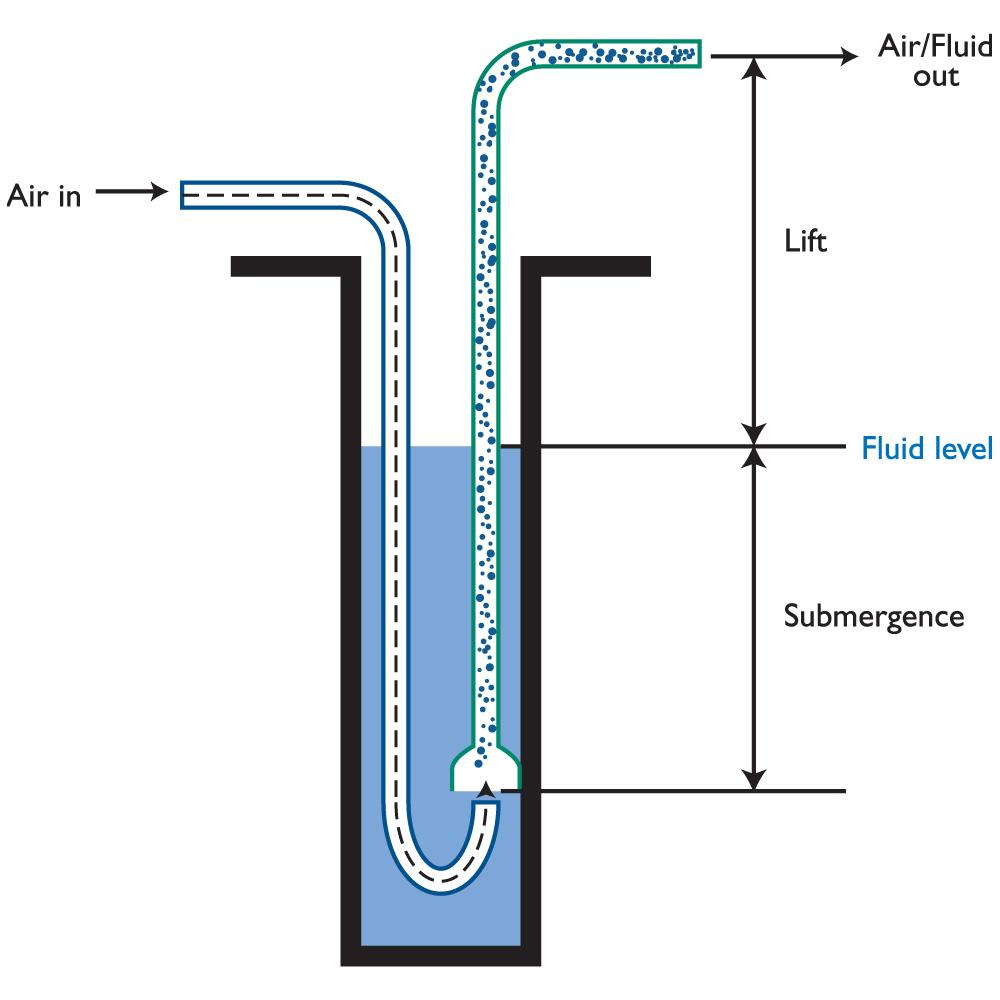 Air/Fluid
out
Air in
Lift
Fluid level
Submergence